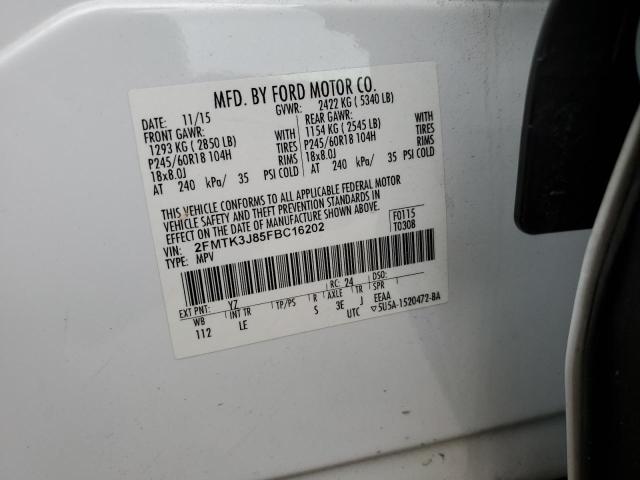 MFD. BY FORD MOTOR CO.
DATE: 11/15 GVWR: 2422 KG ( 5340 LB)
FRONT GAWR: REAR GAWR:
1293 KG ( 2850 LB) WITH 1154 KG ( 2545 LB) WITH
P245/60R18 104H TIRES P245/60R18 104H TIRES
18x8.0J RIMS 18x8.0J RIMS
AT 240 kPa/ 35 PSI COLD AT 240 kPa/ 35 PSI COLD
THIS VEHICLE CONFORMS TO ALL APPLICABLE FEDERAL MOTOR
VEHICLE SAFETY AND THEFT PREVENTION STANDARDS IN
EFFECT ON THE DATE OF MANUFACTURE SHOWN ABOVE.
VIN: 2FMTK3J85FBC16202 F0115
TYPE: MPV T0308
EXT PNT: YZ RC: 24 DSO:
WB INT TR TP/PS R AXLE TR SPR
112 LE S 3E J EEAA
UTC ▽5U5A-1520472-BA